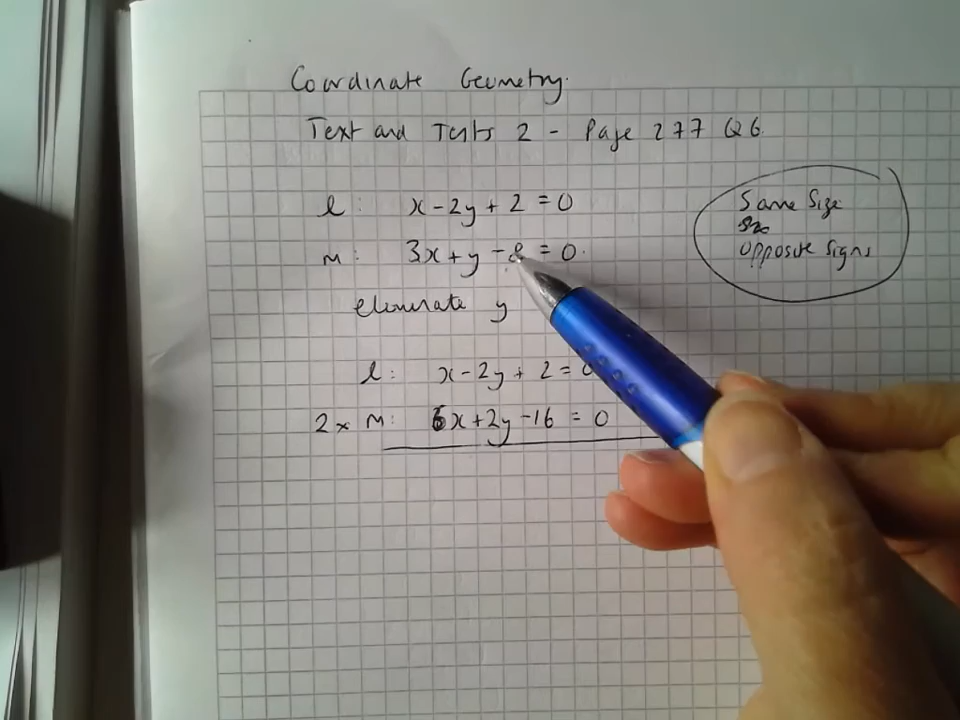 Coordinate Geometry.
Text and Tests 2 - Page 277 Q6.
l: x - 2y + 2 = 0
m: 3x + y - 8 = 0.
Same Size
opposite signs
eliminate y
l: x - 2y + 2 = 0
2 x m: 6x + 2y - 16 = 0